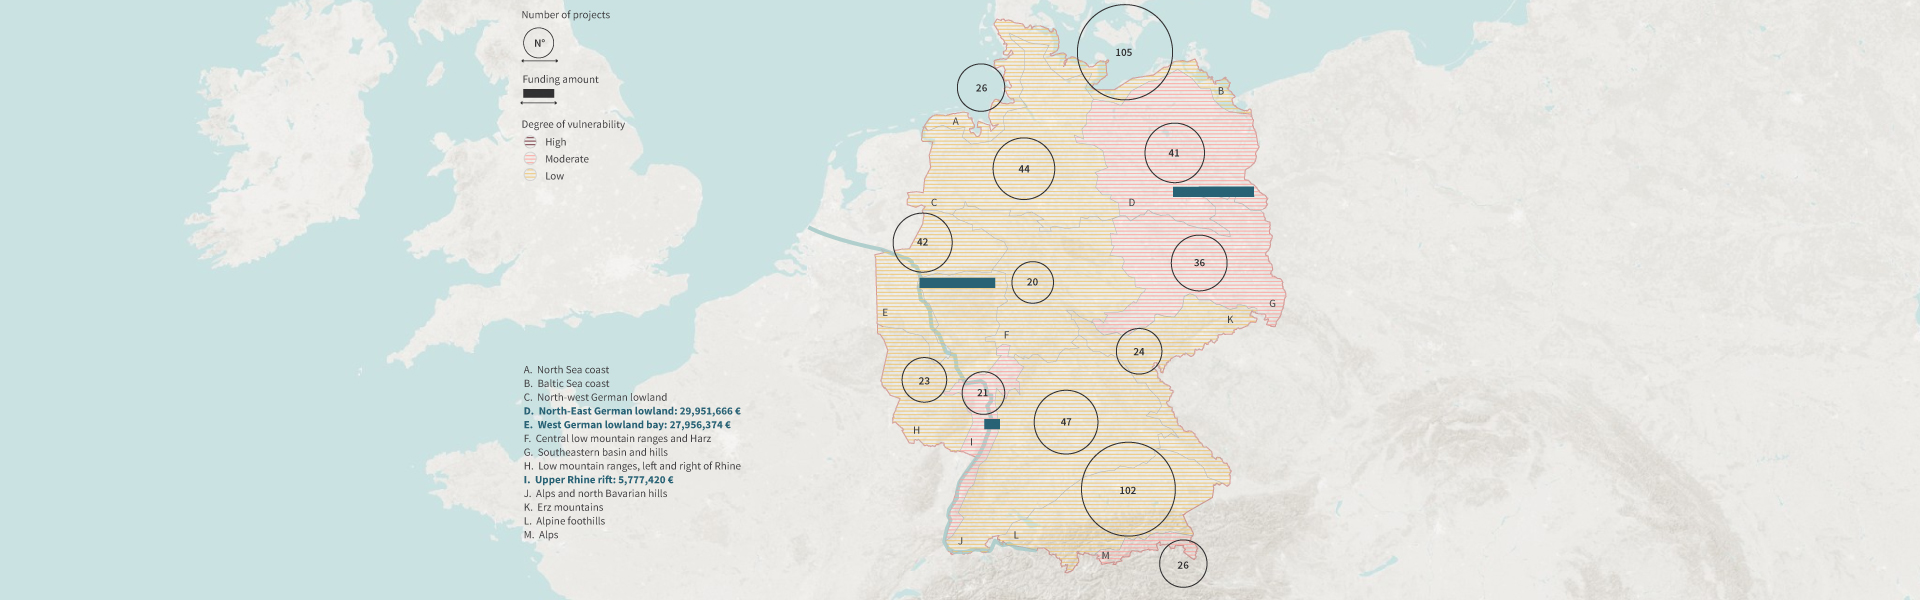 Number of projects
N°
Funding amount
Degree of vulnerability
High
Moderate
Low
A. North Sea coast
B. Baltic Sea coast
C. North-west German lowland
D. North-East German lowland: 29,951,666 €
E. West German lowland bay: 27,956,374 €
F. Central low mountain ranges and Harz
G. Southeastern basin and hills
H. Low mountain ranges, left and right of Rhine
I. Upper Rhine rift: 5,777,420 €
J. Alps and north Bavarian hills
K. Erz mountains
L. Alpine foothills
M. Alps
105
26
B
A
41
44
C
D
42
36
20
G
E
K
F
24
23
21
47
H
I
102
L
J
M
26